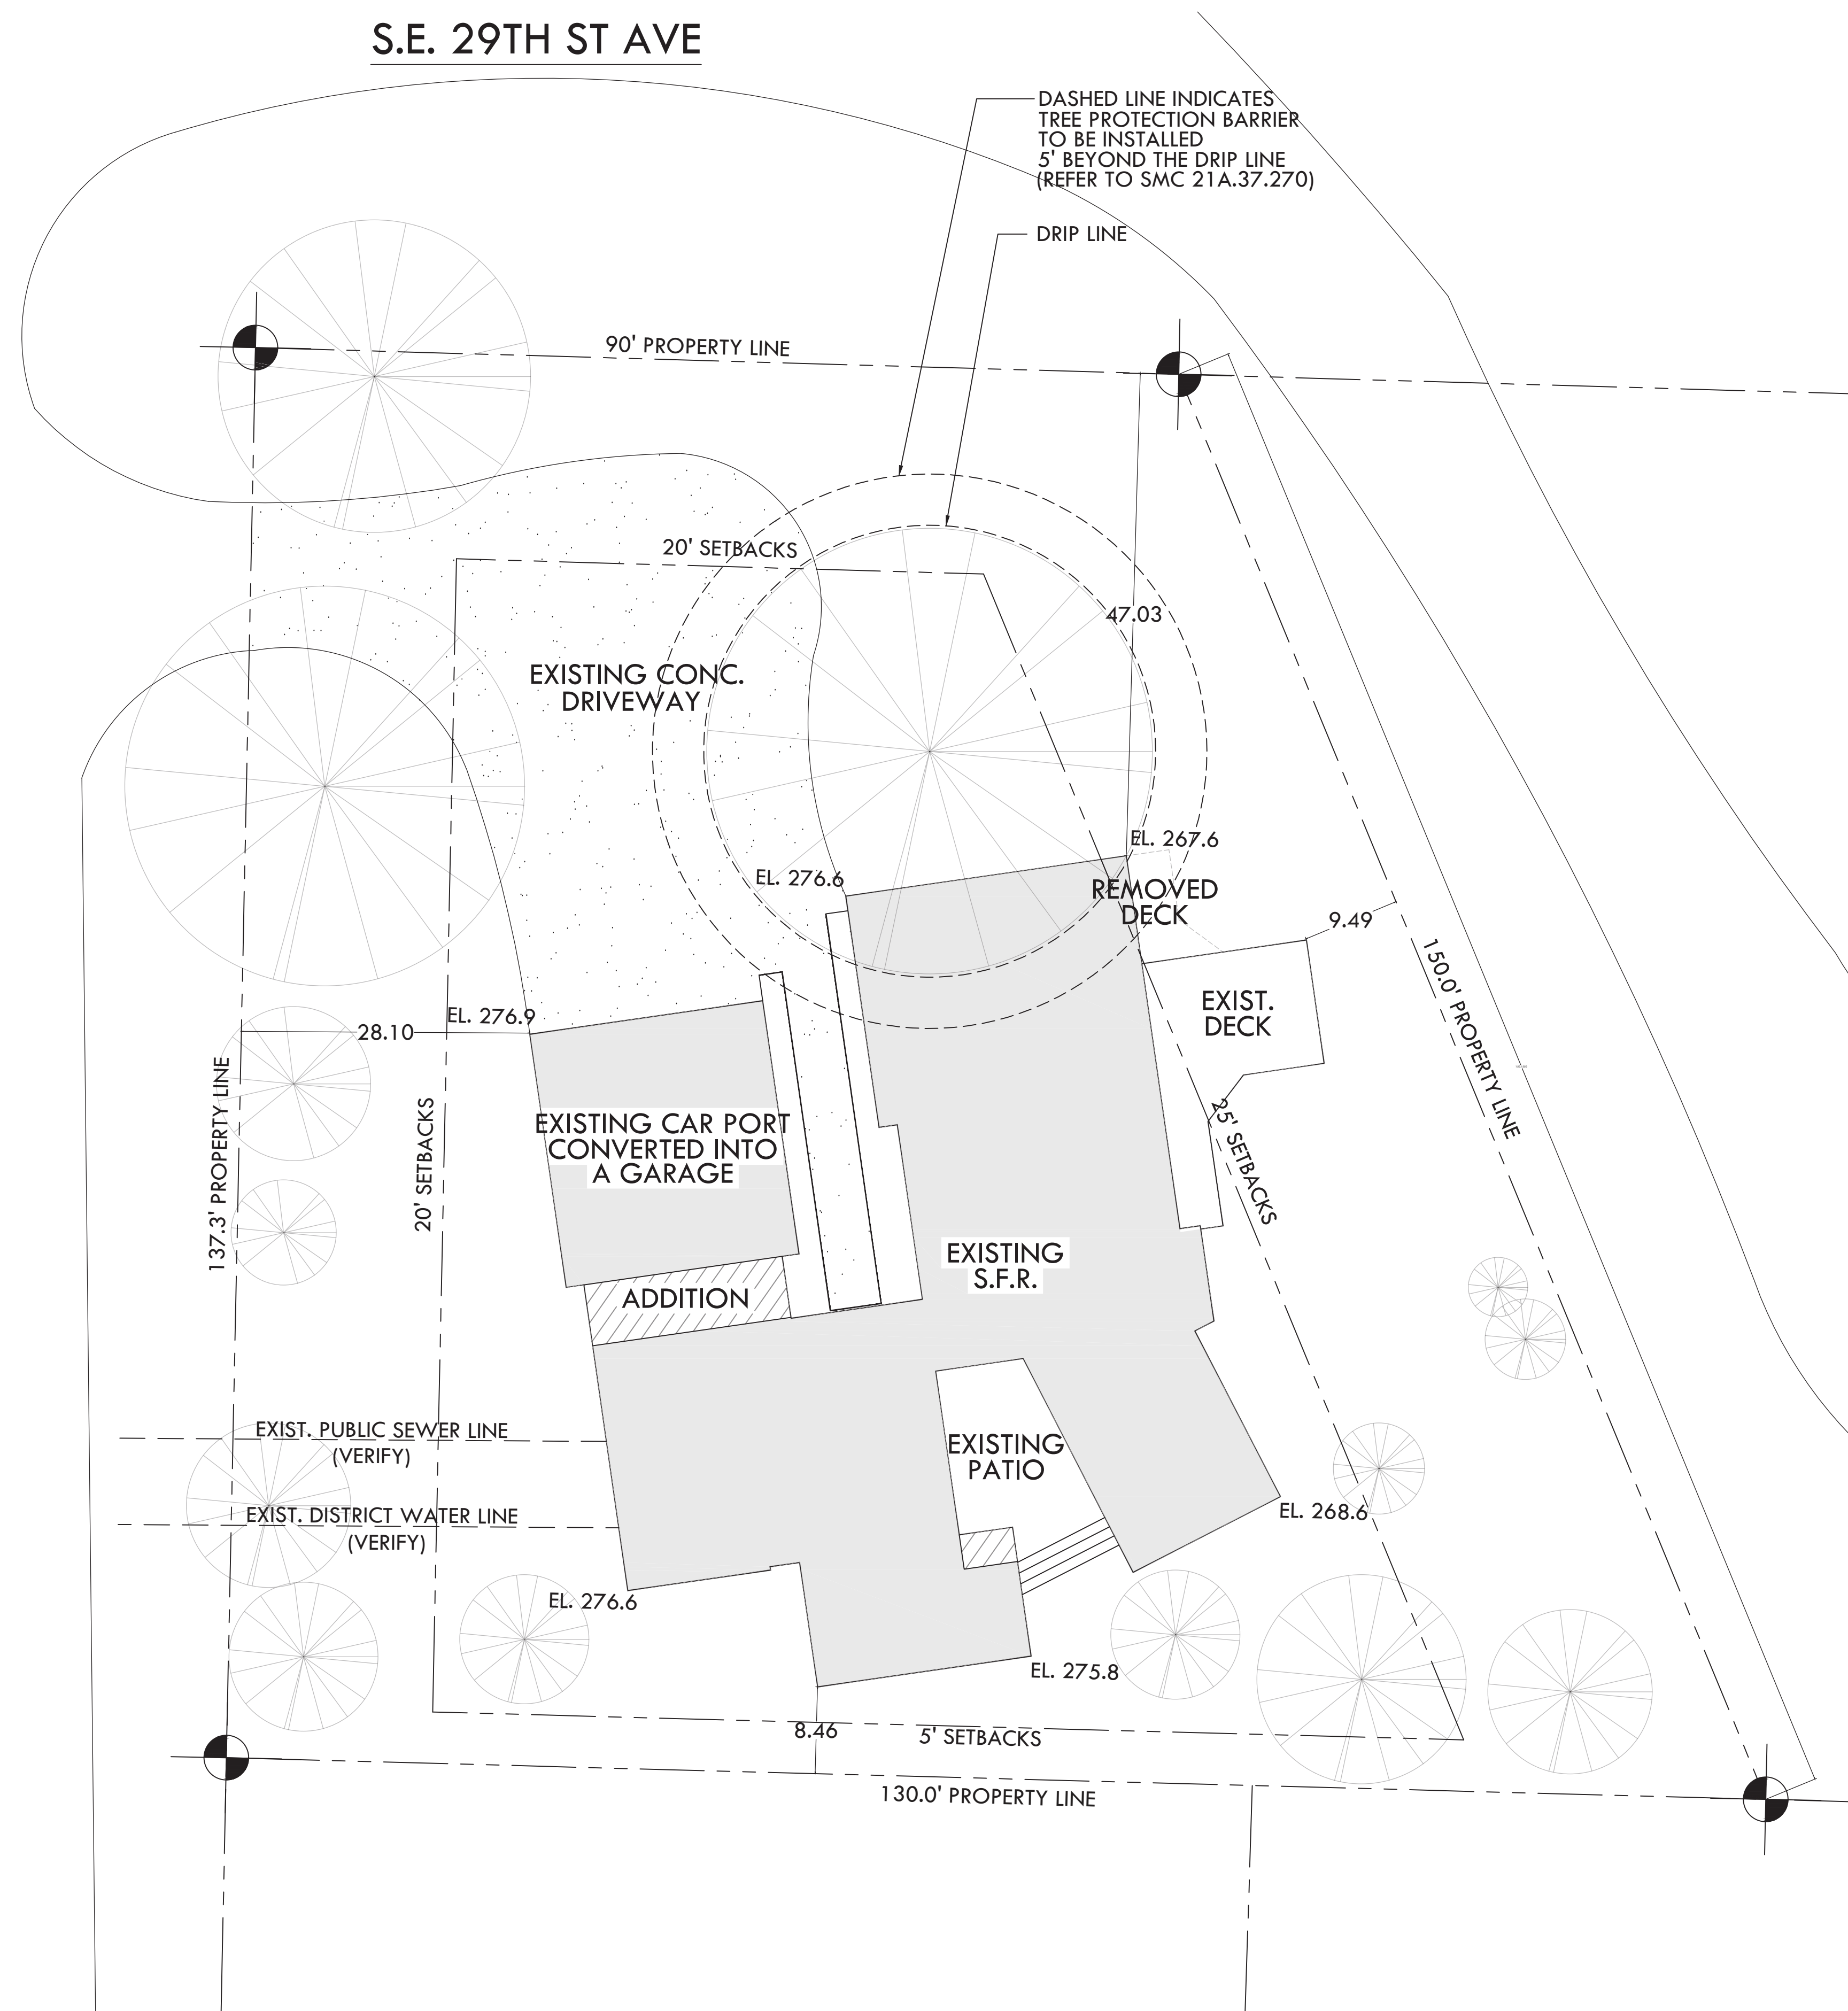 S.E. 29TH ST AVE
DASHED LINE INDICATES
TREE PROTECTION BARRIER
TO BE INSTALLED
5' BEYOND THE DRIP LINE
(REFER TO SMC 21A.37.270)
DRIP LINE
90' PROPERTY LINE
20' SETBACKS
47.03
EXISTING CONC.
DRIVEWAY
EL. 267.6
EL. 276.6
REMOVED
DECK
9.49
150.0' PROPERTY LINE
EXIST.
DECK
EL. 276.9
28.10
137.3' PROPERTY LINE
20' SETBACKS
EXISTING CAR PORT
CONVERTED INTO
A GARAGE
25' SETBACKS
EXISTING
S.F.R.
ADDITION
EXIST. PUBLIC SEWER LINE
(VERIFY)
EXISTING
PATIO
EXIST. DISTRICT WATER LINE
(VERIFY)
EL. 268.6
EL. 276.6
EL. 275.8
8.46
5' SETBACKS
130.0' PROPERTY LINE